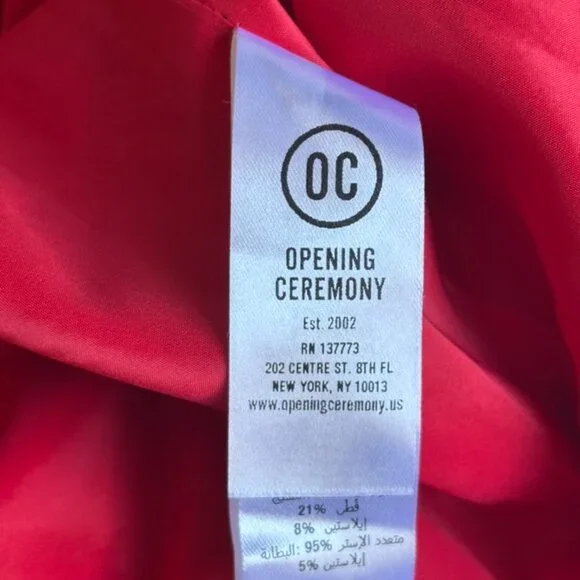 OC
OPENING
CEREMONY
Est. 2002
RN 137773
202 CENTRE ST. 8TH FL
NEW YORK, NY 10013
www.openingceremony.us
قطن 21%
إيلاستين 8%
متعدد الإستر 95% :البطانة
إيلاستين 5%